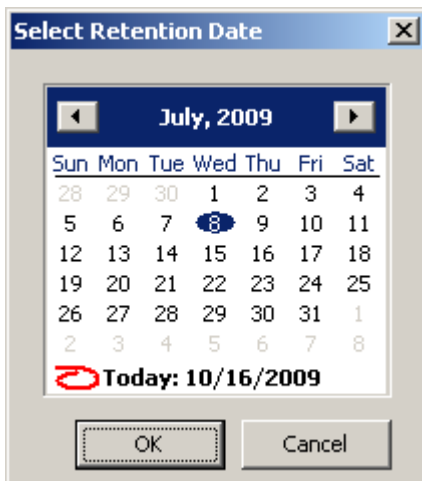 Select Retention Date
July, 2009
Sun Mon Tue Wed Thu Fri Sat
28 29 30 1 2 3 4
5 6 7 8 9 10 11
12 13 14 15 16 17 18
19 20 21 22 23 24 25
26 27 28 29 30 31 1
2 3 4 5 6 7 8
Today: 10/16/2009
OK Cancel